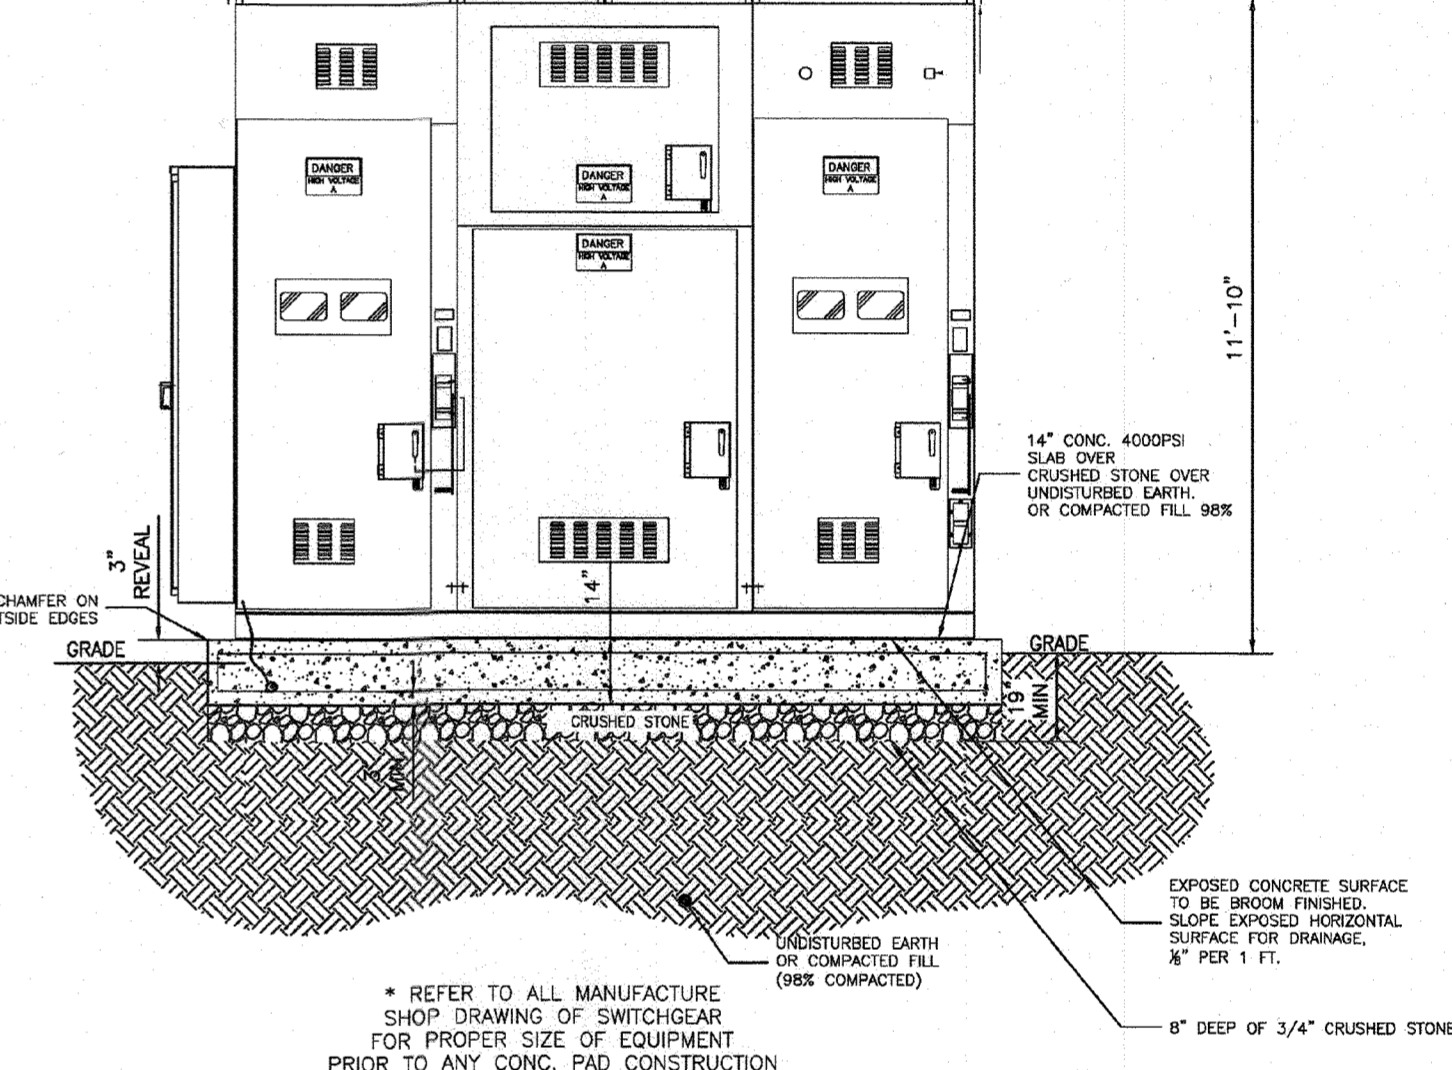 DANGER
HIGH VOLTAGE
A
DANGER
HIGH VOLTAGE
A
DANGER
HIGH VOLTAGE
A
DANGER
HIGH VOLTAGE
A
11'-10"
14" CONC. 4000PSI
SLAB OVER
CRUSHED STONE OVER
UNDISTURBED EARTH.
OR COMPACTED FILL 98%
3"
REVEAL
14"
CHAMFER ON
TSIDE EDGES
GRADE
GRADE
19"
MIN
CRUSHED STONE
MIN
EXPOSED CONCRETE SURFACE
TO BE BROOM FINISHED.
SLOPE EXPOSED HORIZONTAL
SURFACE FOR DRAINAGE,
⅛" PER 1 FT.
UNDISTURBED EARTH
OR COMPACTED FILL
(98% COMPACTED)
* REFER TO ALL MANUFACTURE
SHOP DRAWING OF SWITCHGEAR
FOR PROPER SIZE OF EQUIPMENT
PRIOR TO ANY CONC. PAD CONSTRUCTION
8" DEEP OF 3/4" CRUSHED STONE